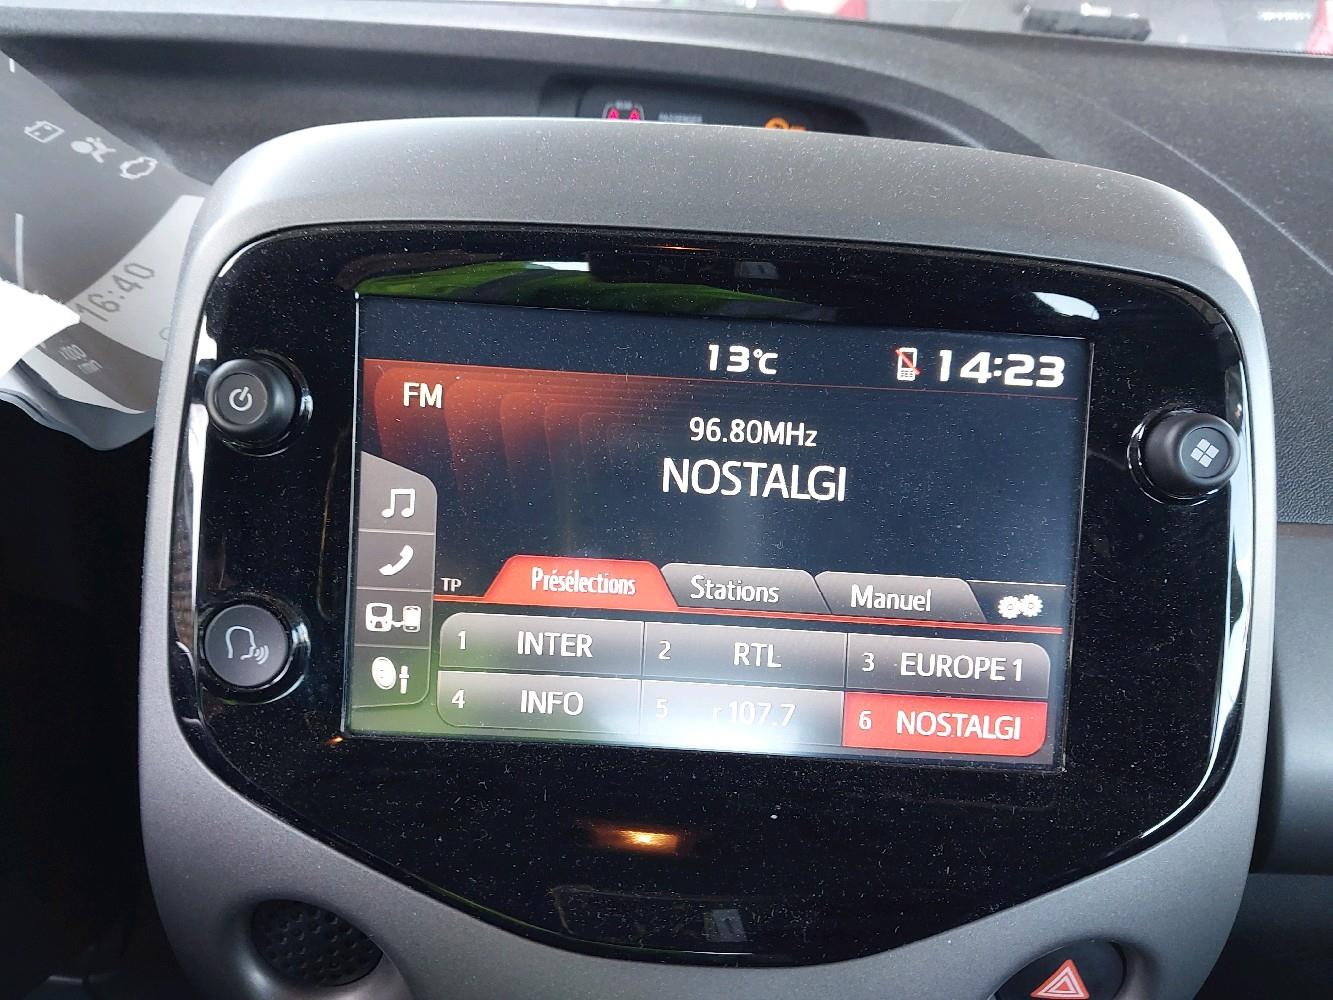 16:40
13℃
14:23
FM
96.80MHz
NOSTALGI
TP
Présélections
Stations
Manuel
1 INTER
2 RTL
3 EUROPE 1
4 INFO
5 r 107.7
6 NOSTALGI